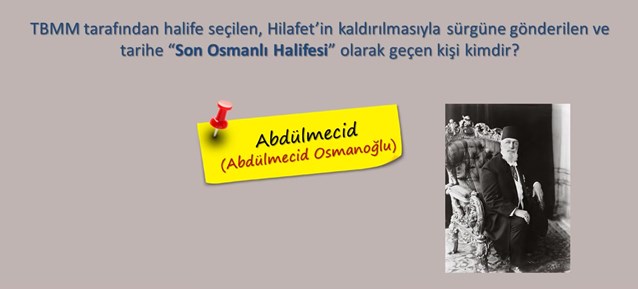 TBMM tarafından halife seçilen, Hilafet’in kaldırılmasıyla sürgüne gönderilen ve
tarihe “Son Osmanlı Halifesi” olarak geçen kişi kimdir?
Abdülmecid
(Abdülmecid Osmanoğlu)